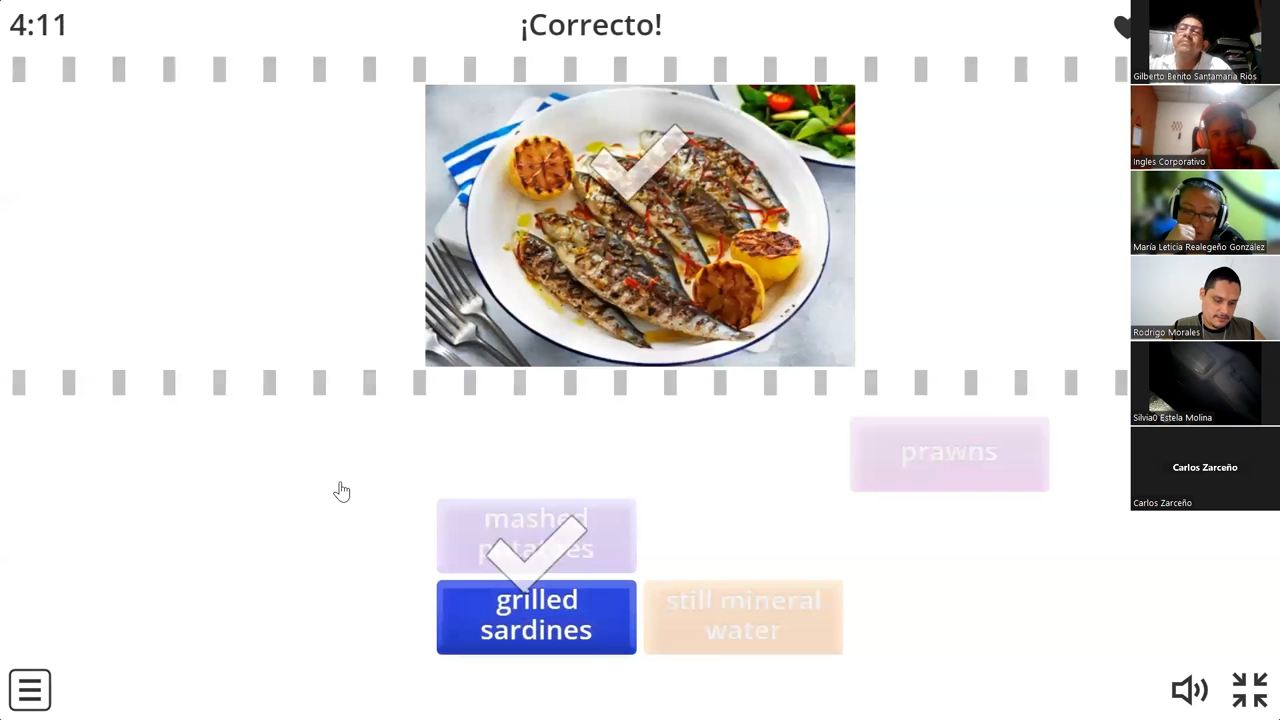 4:11
¡Correcto!
Gilberto Benito Santamaria Rios
Ingles Corporativo
María Leticia Realegeño González
Rodrigo Morales
Silvia0 Estela Molina
Carlos Zarceño
Carlos Zarceño
prawns
mashed
potatoes
grilled
sardines
still mineral
water